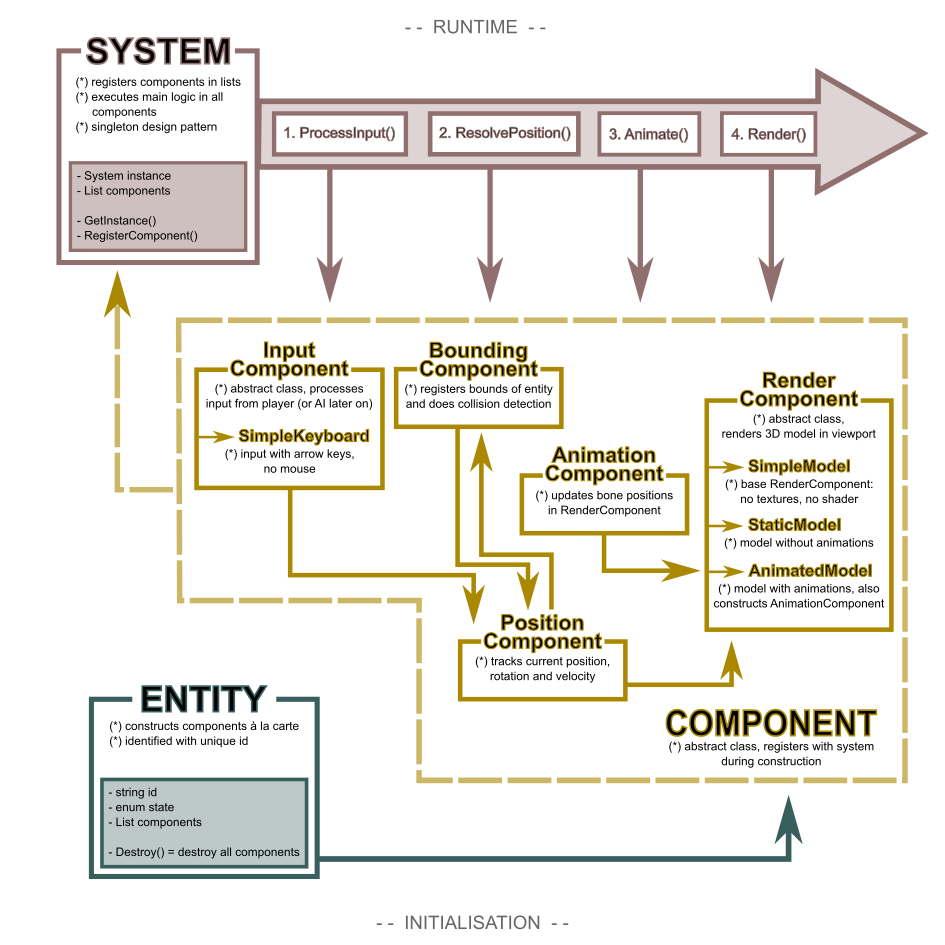 -- RUNTIME --
SYSTEM
(*) registers components in lists
(*) executes main logic in all
components
(*) singleton design pattern
- System instance
- List components
- GetInstance()
- RegisterComponent()
1. ProcessInput()
2. ResolvePosition()
3. Animate()
4. Render()
Input
Component
(*) abstract class, processes
input from player (or AI later on)
SimpleKeyboard
(*) input with arrow keys,
no mouse
Bounding
Component
(*) registers bounds of entity
and does collision detection
Animation
Component
(*) updates bone positions
in RenderComponent
Render
Component
(*) abstract class,
renders 3D model in viewport
SimpleModel
(*) base RenderComponent:
no textures, no shader
StaticModel
(*) model without animations
AnimatedModel
(*) model with animations, also
constructs AnimationComponent
Position
Component
(*) tracks current position,
rotation and velocity
COMPONENT
(*) abstract class, registers with system
during construction
ENTITY
(*) constructs components à la carte
(*) identified with unique id
- string id
- enum state
- List components
- Destroy() = destroy all components
-- INITIALISATION --